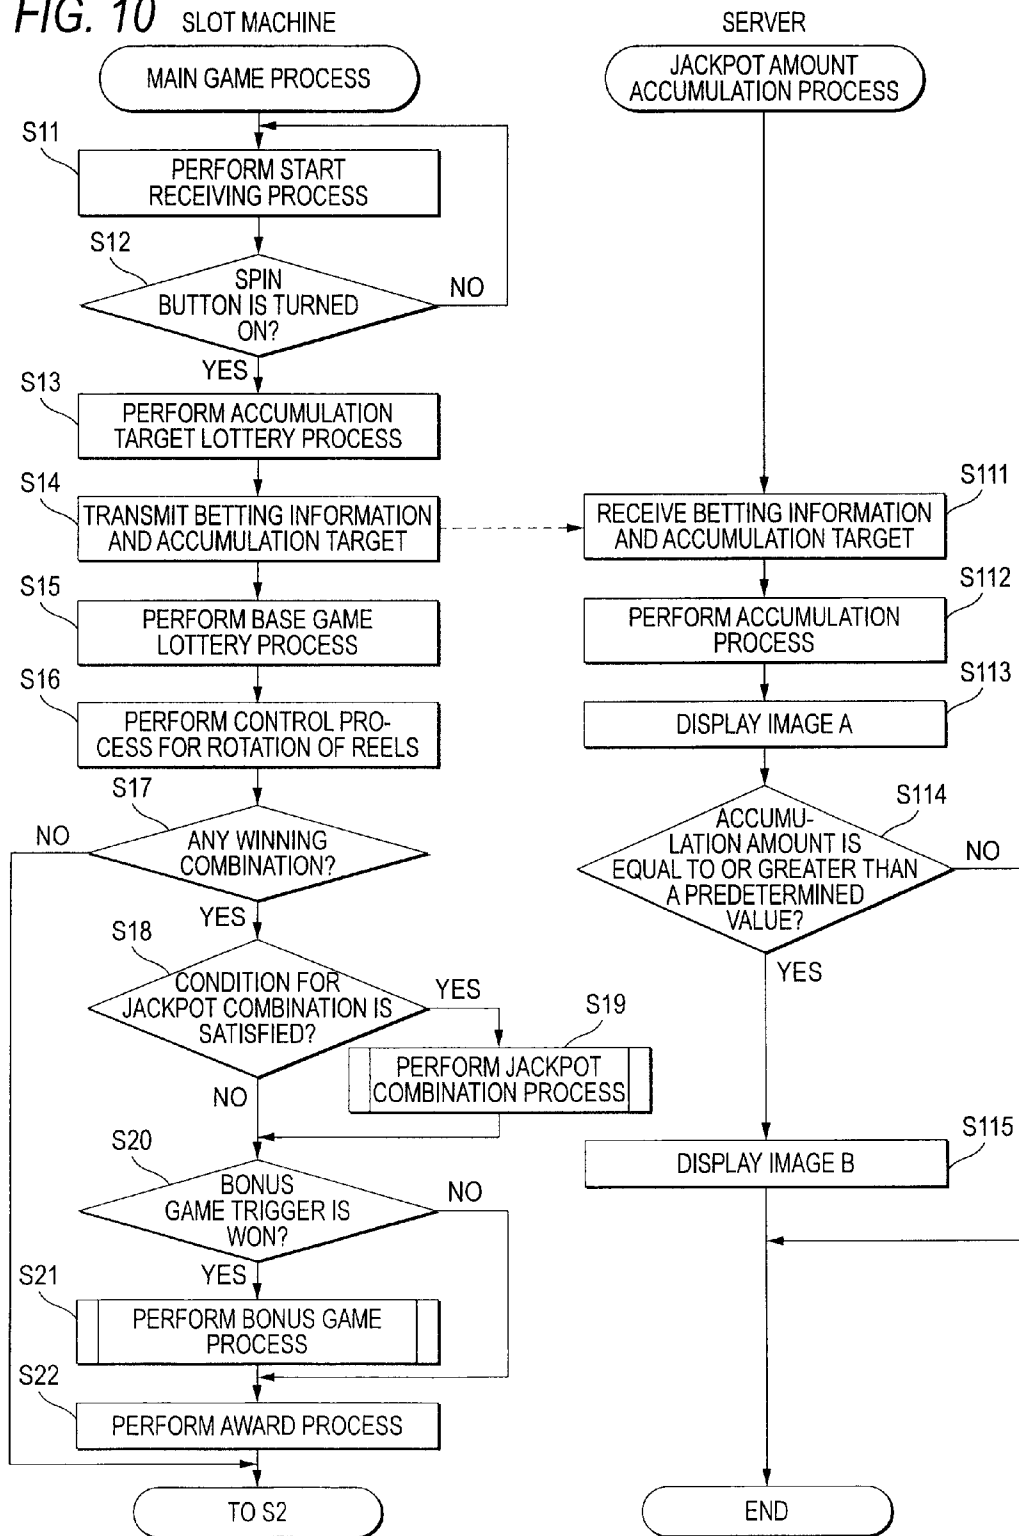 FIG. 10
SLOT MACHINE
MAIN GAME PROCESS
S11
PERFORM START
RECEIVING PROCESS
S12
SPIN
BUTTON IS TURNED
ON?
NO
YES
S13
PERFORM ACCUMULATION
TARGET LOTTERY PROCESS
S14
TRANSMIT BETTING INFORMATION
AND ACCUMULATION TARGET
S15
PERFORM BASE GAME
LOTTERY PROCESS
S16
PERFORM CONTROL PRO-
CESS FOR ROTATION OF REELS
S17
NO
ANY WINNING
COMBINATION?
YES
S18
CONDITION FOR
JACKPOT COMBINATION IS
SATISFIED?
YES
S19
PERFORM JACKPOT
COMBINATION PROCESS
NO
S20
BONUS
GAME TRIGGER IS
WON?
NO
YES
S21
PERFORM BONUS GAME
PROCESS
S22
PERFORM AWARD PROCESS
TO S2
SERVER
JACKPOT AMOUNT
ACCUMULATION PROCESS
S111
RECEIVE BETTING INFORMATION
AND ACCUMULATION TARGET
S112
PERFORM ACCUMULATION
PROCESS
S113
DISPLAY IMAGE A
S114
ACCUMU-
LATION AMOUNT IS
EQUAL TO OR GREATER THAN
A PREDETERMINED
VALUE?
NO
YES
S115
DISPLAY IMAGE B
END